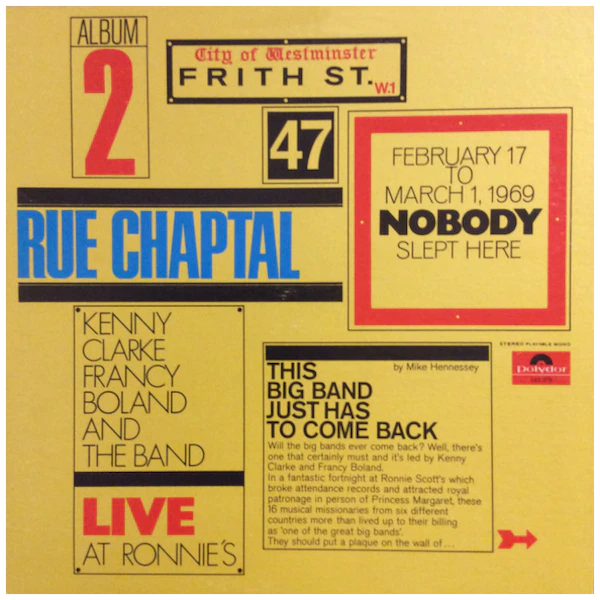 ALBUM
2
City of Westminster
FRITH ST.
W.1
47
FEBRUARY 17
TO
MARCH 1, 1969
NOBODY
SLEPT HERE
RUE CHAPTAL
KENNY
CLARKE
FRANCY
BOLAND
AND
THE BAND
LIVE
AT RONNIE'S
THIS
BIG BAND
JUST HAS
TO COME BACK
by Mike Hennessey
Will the big bands ever come back? Well, there's
one that certainly must and it's led by Kenny
Clarke and Francy Boland.
In a fantastic fortnight at Ronnie Scott's which
broke attendance records and attracted royal
patronage in person of Princess Margaret, these
16 musical missionaries from six different
countries more than lived up to their billing
as 'one of the great big bands'.
They should put a plaque on the wall of...
STEREO PLAYABLE MONO
polydor